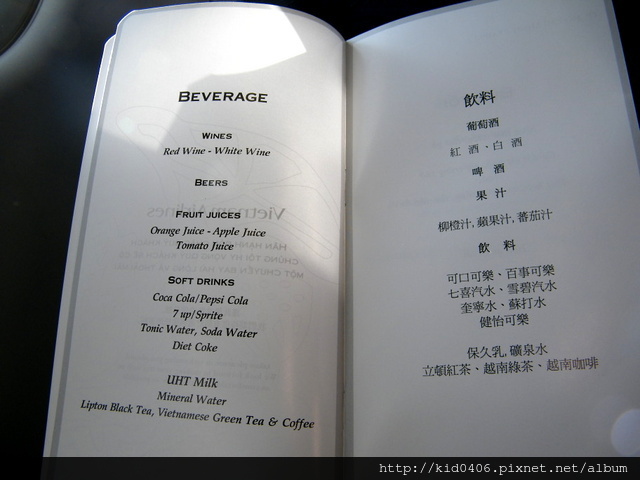 BEVERAGE
WINES
Red Wine - White Wine
BEERS
FRUIT JUICES
Orange Juice - Apple Juice
Tomato Juice
SOFT DRINKS
Coca Cola/Pepsi Cola
7 up/Sprite
Tonic Water, Soda Water
Diet Coke
UHT Milk
Mineral Water
Lipton Black Tea, Vietnamese Green Tea & Coffee
Vietnam Airlines
飲料
葡萄酒
紅 酒 · 白 酒
啤 酒
果 汁
柳橙汁, 蘋果汁, 蕃茄汁
飲 料
可口可樂、百事可樂
七喜汽水、雪碧汽水
奎寧水、蘇打水
健怡可樂
保久乳, 礦泉水
立頓紅茶、越南綠茶、越南咖啡
http://kid0406.pixnet.net/album